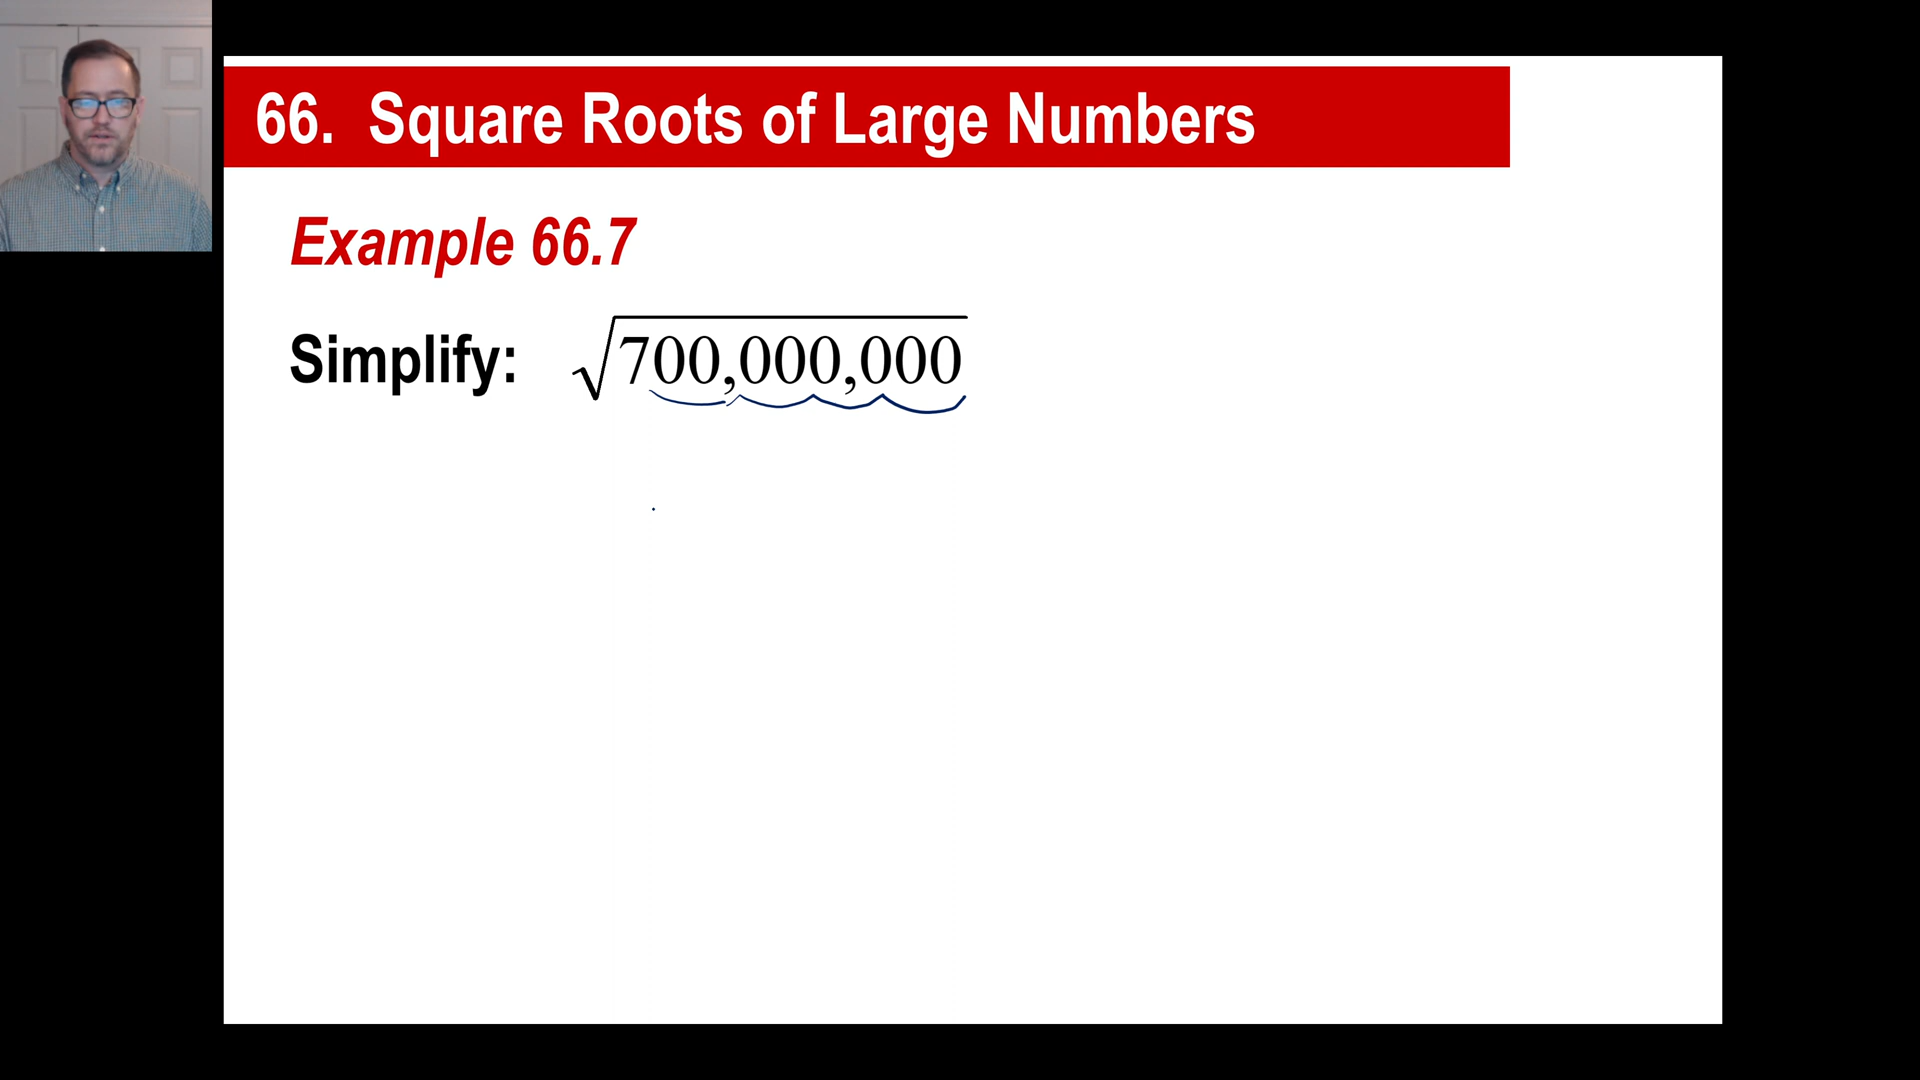 66. Square Roots of Large Numbers
Example 66.7
Simplify: √700,000,000